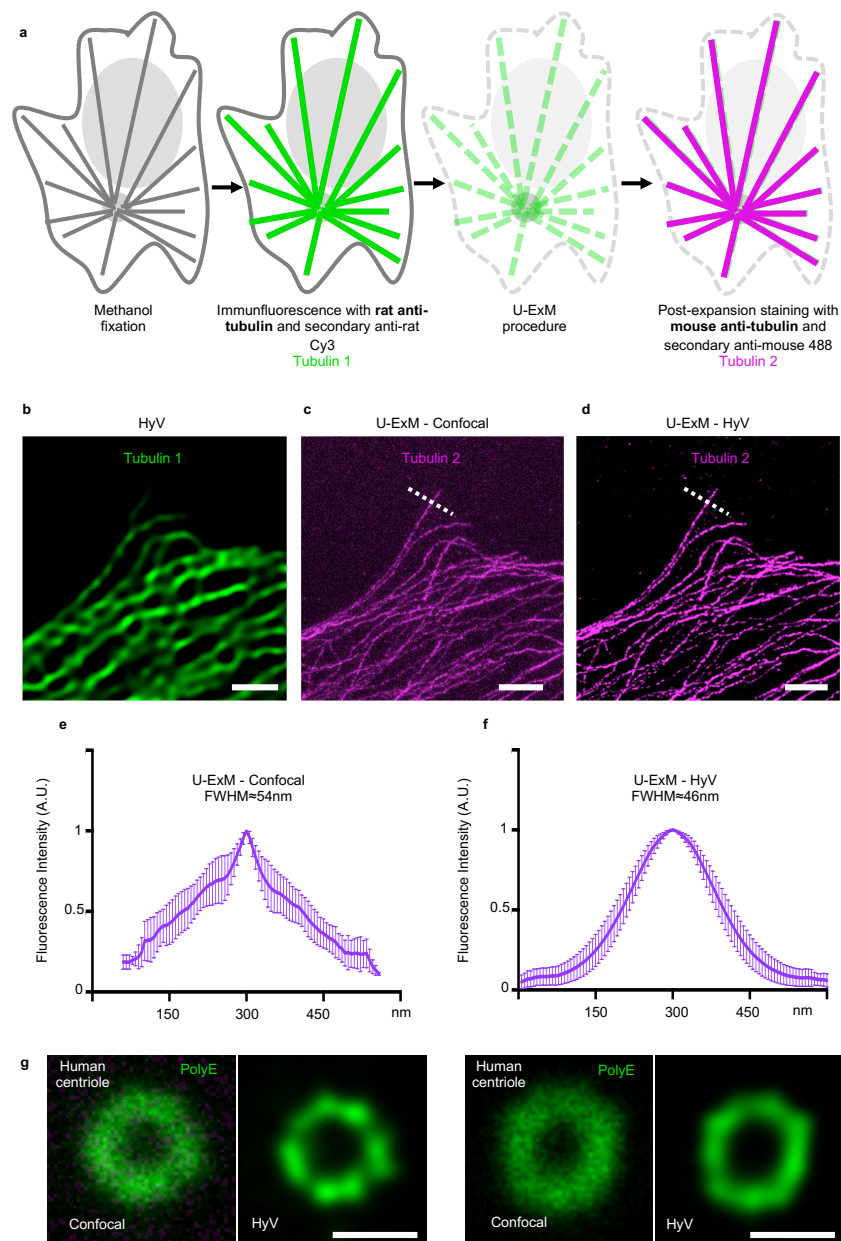 a
Methanol
fixation
Immunfluorescence with rat anti-
tubulin and secondary anti-rat
Cy3
Tubulin 1
U-ExM
procedure
Post-expansion staining with
mouse anti-tubulin and
secondary anti-mouse 488
Tubulin 2
b
HyV
Tubulin 1
c
U-ExM - Confocal
Tubulin 2
d
U-ExM - HyV
Tubulin 2
e
U-ExM - Confocal
FWHM≈54nm
Fluorescence Intensity (A.U.)
1
0.5
0
150
300
450
nm
f
U-ExM - HyV
FWHM≈46nm
Fluorescence Intensity (A.U.)
1
0.5
0
150
300
450
nm
g
Human
centriole
PolyE
Confocal
HyV
Human
centriole
PolyE
Confocal
HyV